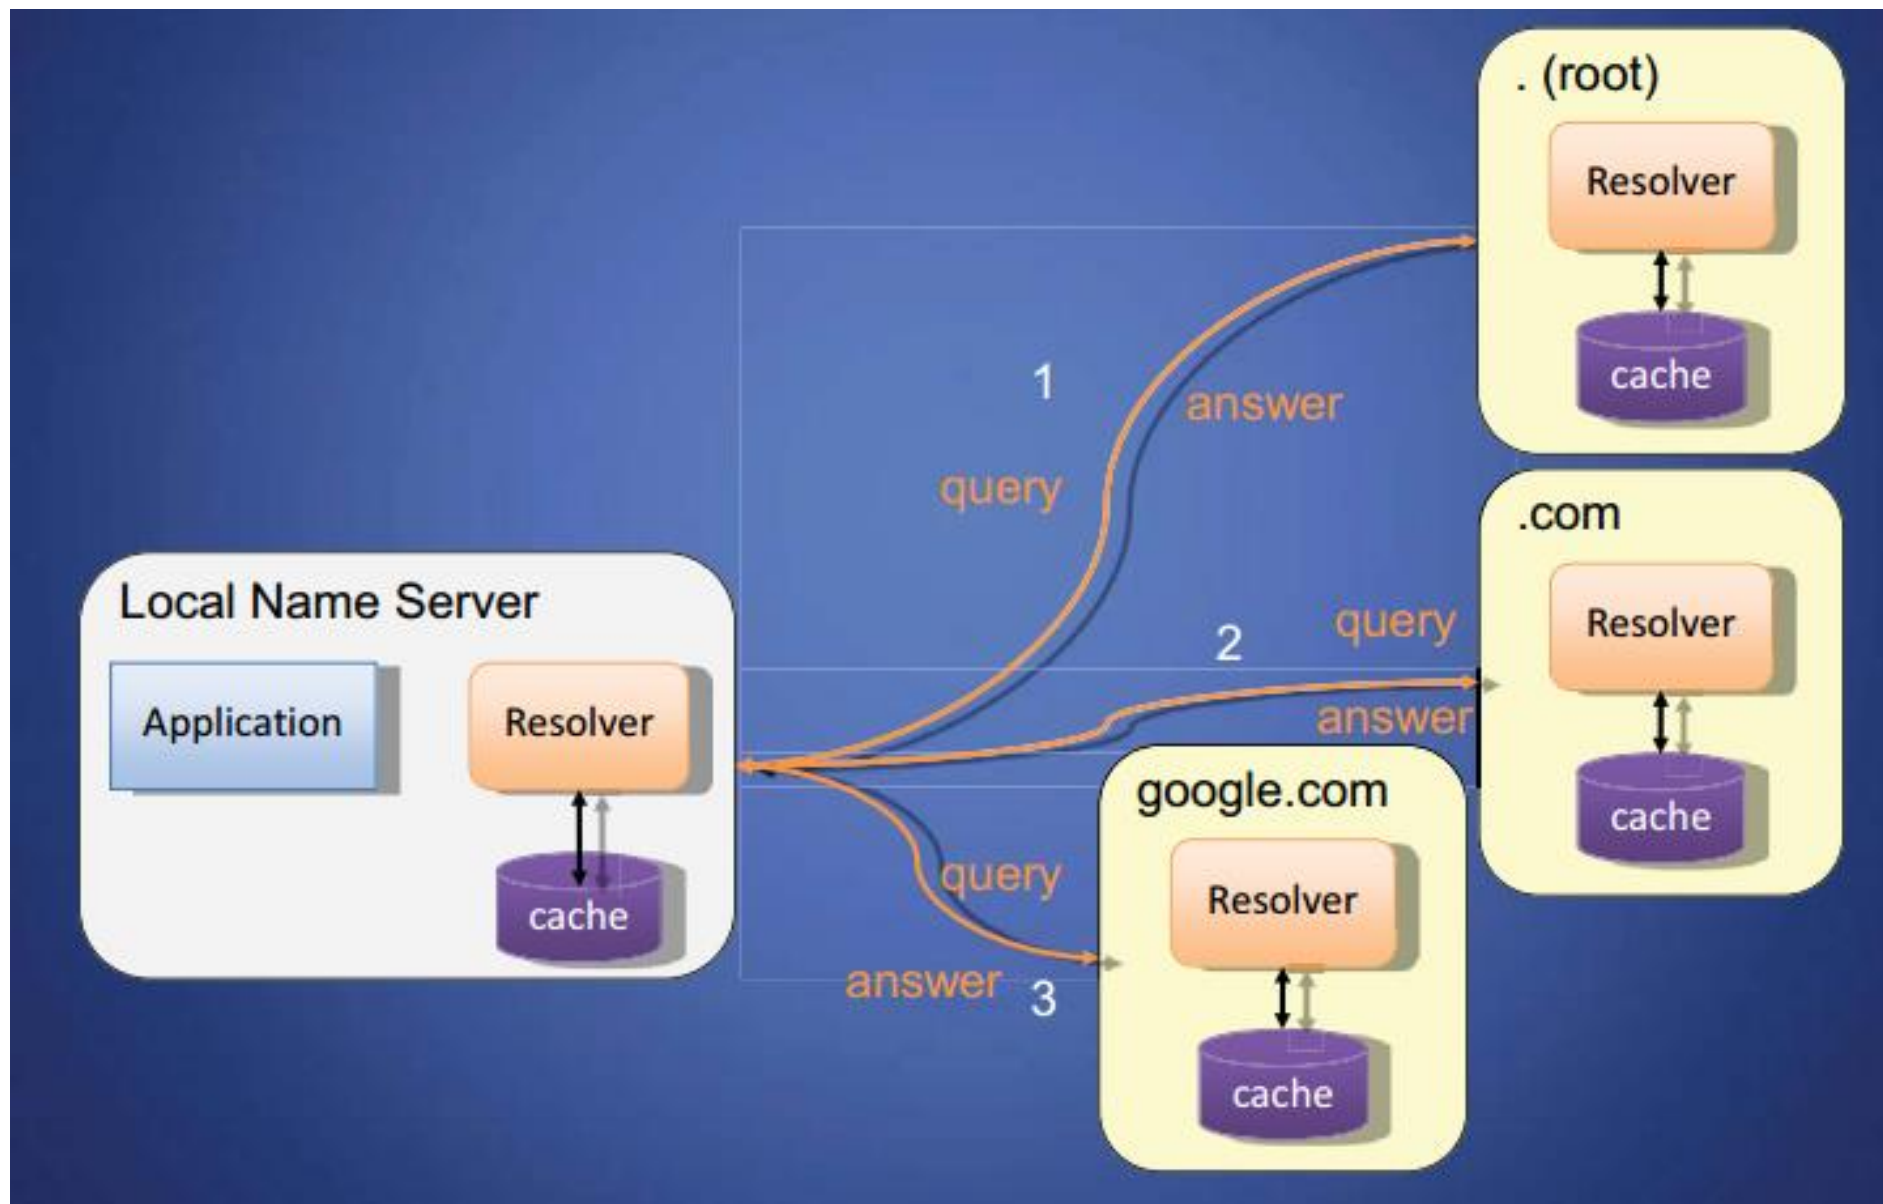 . (root)
Resolver
cache
1
answer
query
.com
Resolver
cache
2
query
answer
Local Name Server
Application
Resolver
cache
google.com
Resolver
cache
query
answer
3